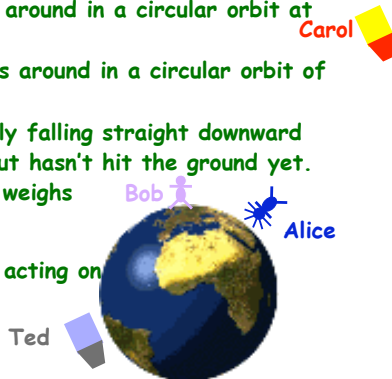 around in a circular orbit at
Carol
s around in a circular orbit of
ly falling straight downward
ut hasn't hit the ground yet.
weighs
Bob
Alice
acting on
Ted